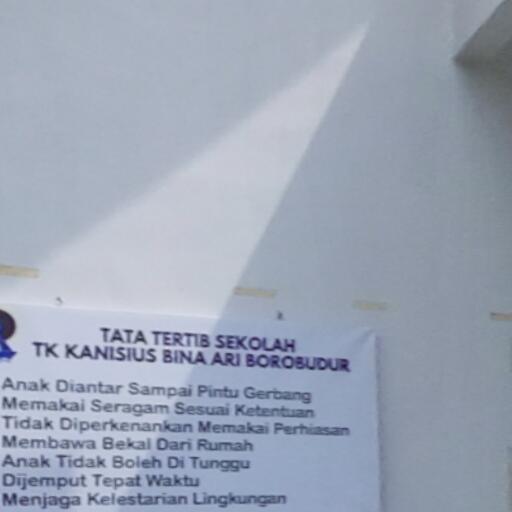 TATA TERTIB SEKOLAH
TK KANISIUS BINA ARI BOROBUDUR
Anak Diantar Sampai Pintu Gerbang
Memakai Seragam Sesuai Ketentuan
Tidak Diperkenankan Memakai Perhiasan
Membawa Bekal Dari Rumah
Anak Tidak Boleh Di Tunggu
Dijemput Tepat Waktu
Menjaga Kelestarian Lingkungan